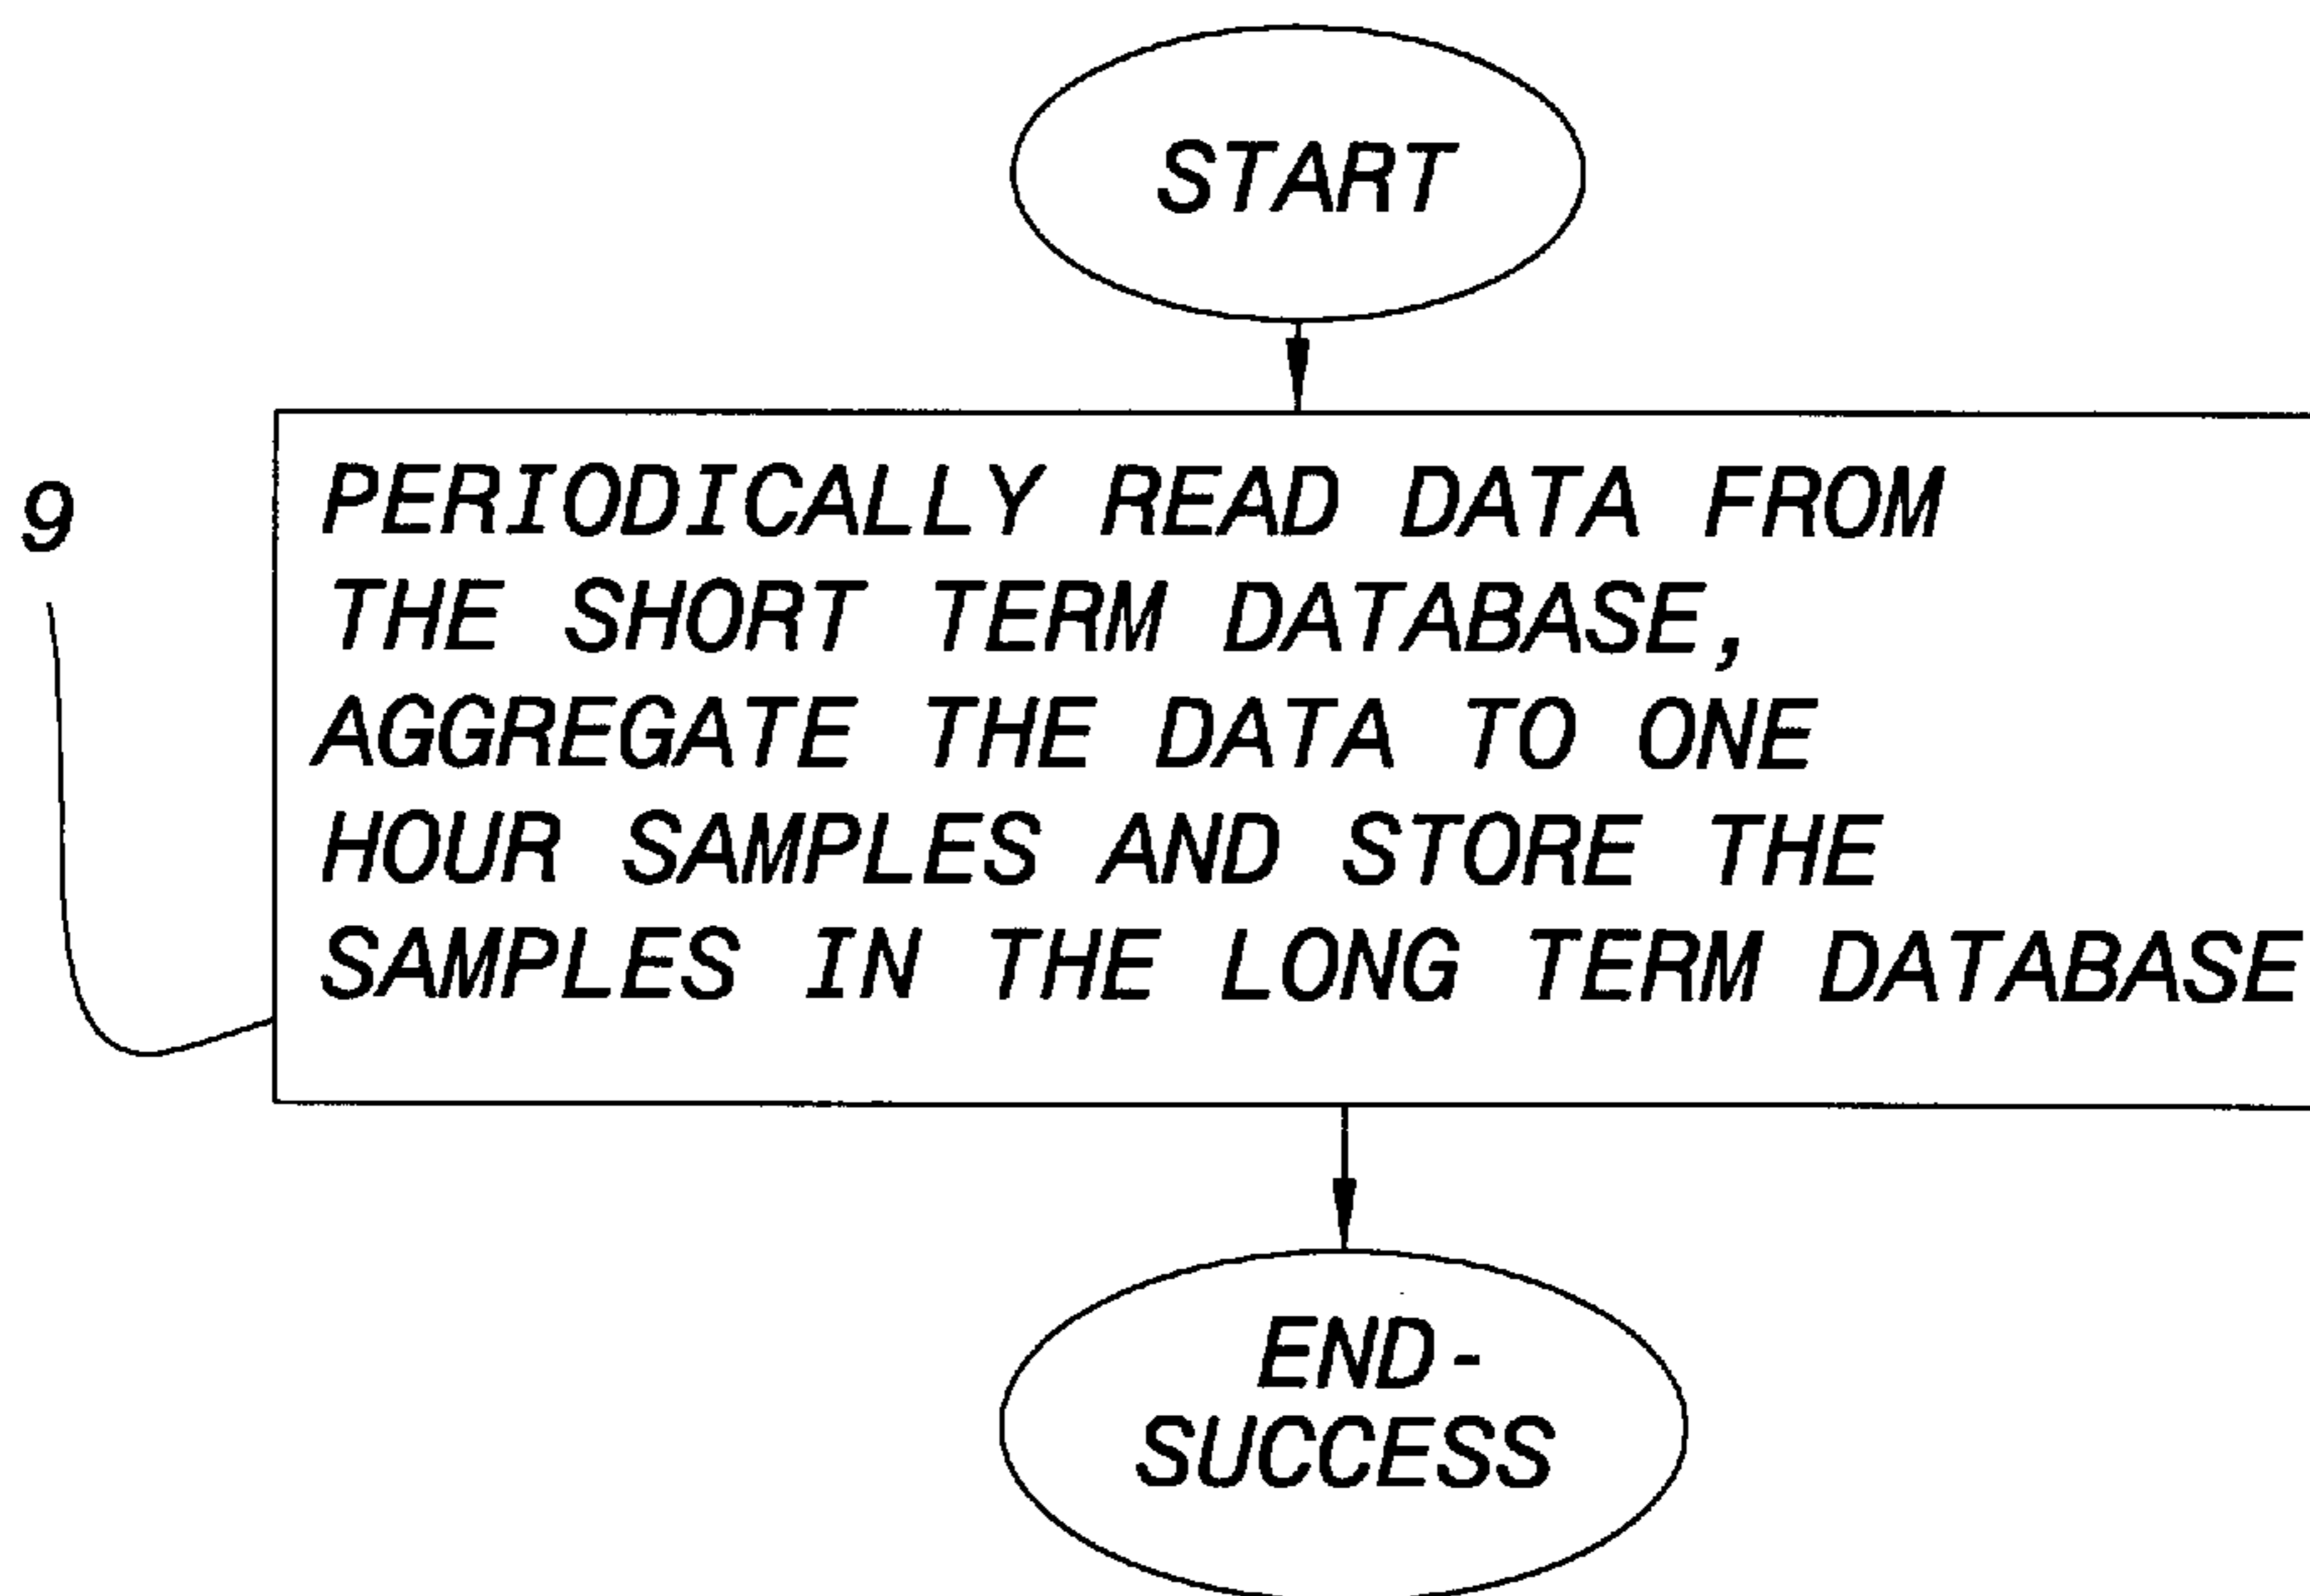 START
9
PERIODICALLY READ DATA FROM
THE SHORT TERM DATABASE,
AGGREGATE THE DATA TO ONE
HOUR SAMPLES AND STORE THE
SAMPLES IN THE LONG TERM DATABASE
END-
SUCCESS